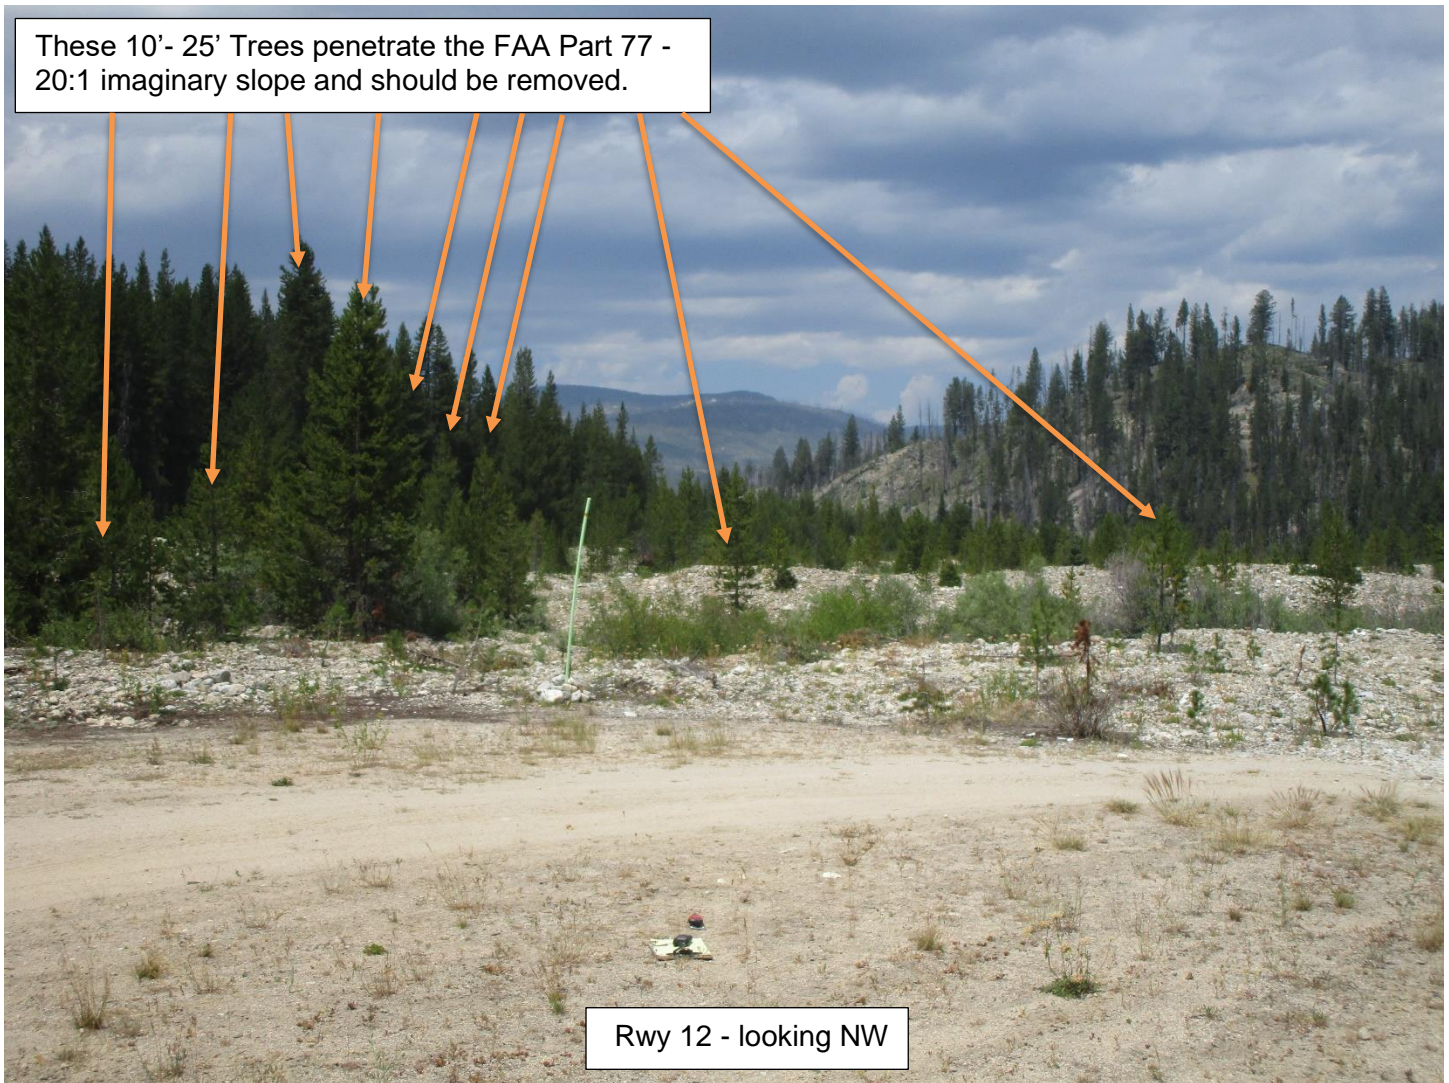 These 10’- 25’ Trees penetrate the FAA Part 77 -
20:1 imaginary slope and should be removed.
Rwy 12 - looking NW